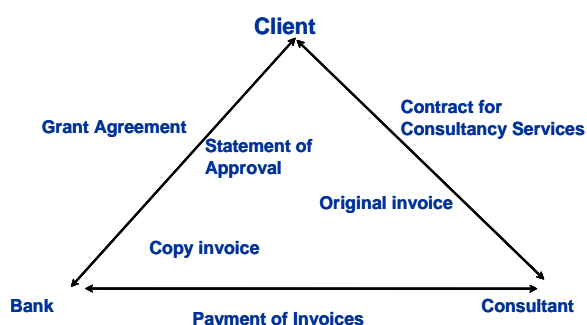 Client
Contract for
Consultancy Services
Grant Agreement
Statement of
Approval
Original invoice
Copy invoice
Bank
Consultant
Payment of Invoices